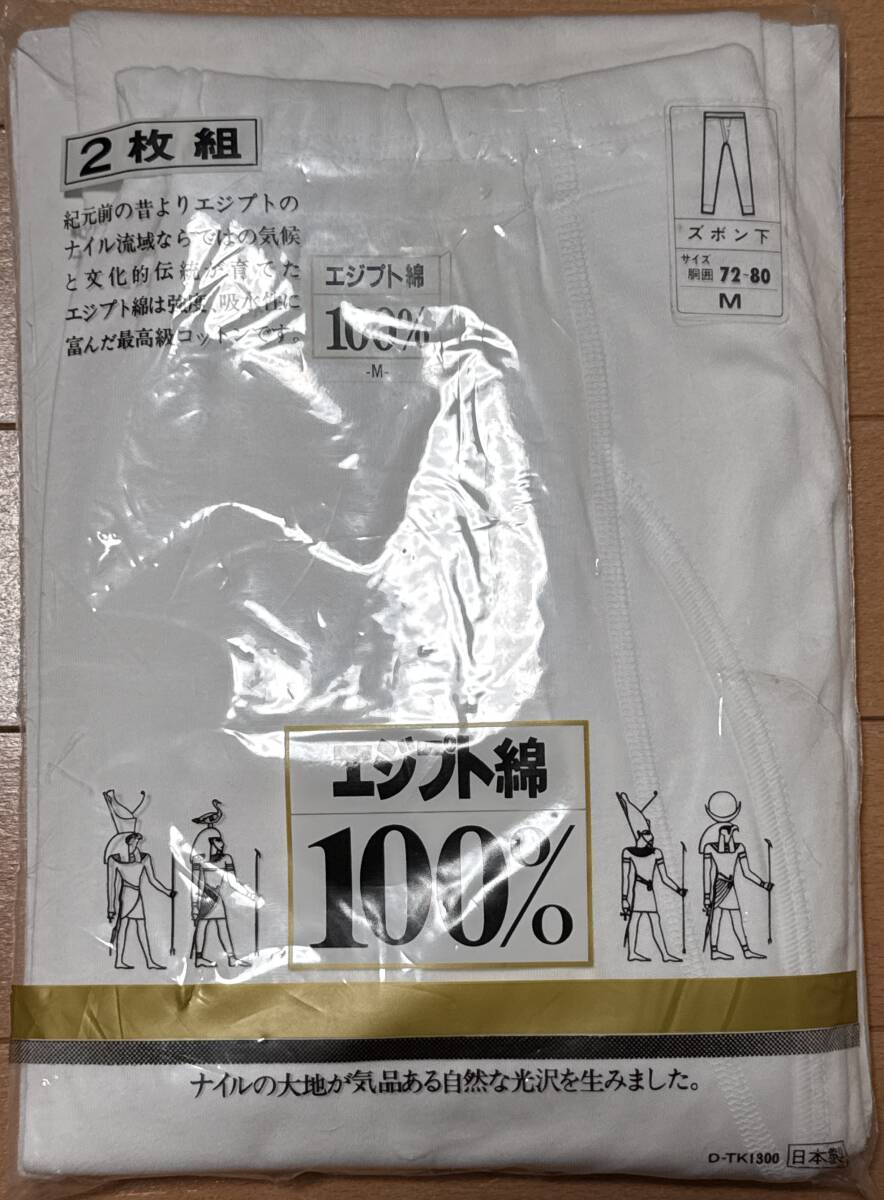 2枚組
紀元前の昔よりエジプトの
ナイル流域ならではの気候
と文化的伝統が育てた
エジプト綿は強度、吸水性に
富んだ最高級コットンです。
エジプト綿
100%
-M-
ズボン下
サイズ
胴囲 72-80
M
エジプト綿
100%
ナイルの大地が気品ある自然な光沢を生みました。
D-TK1300 日本製